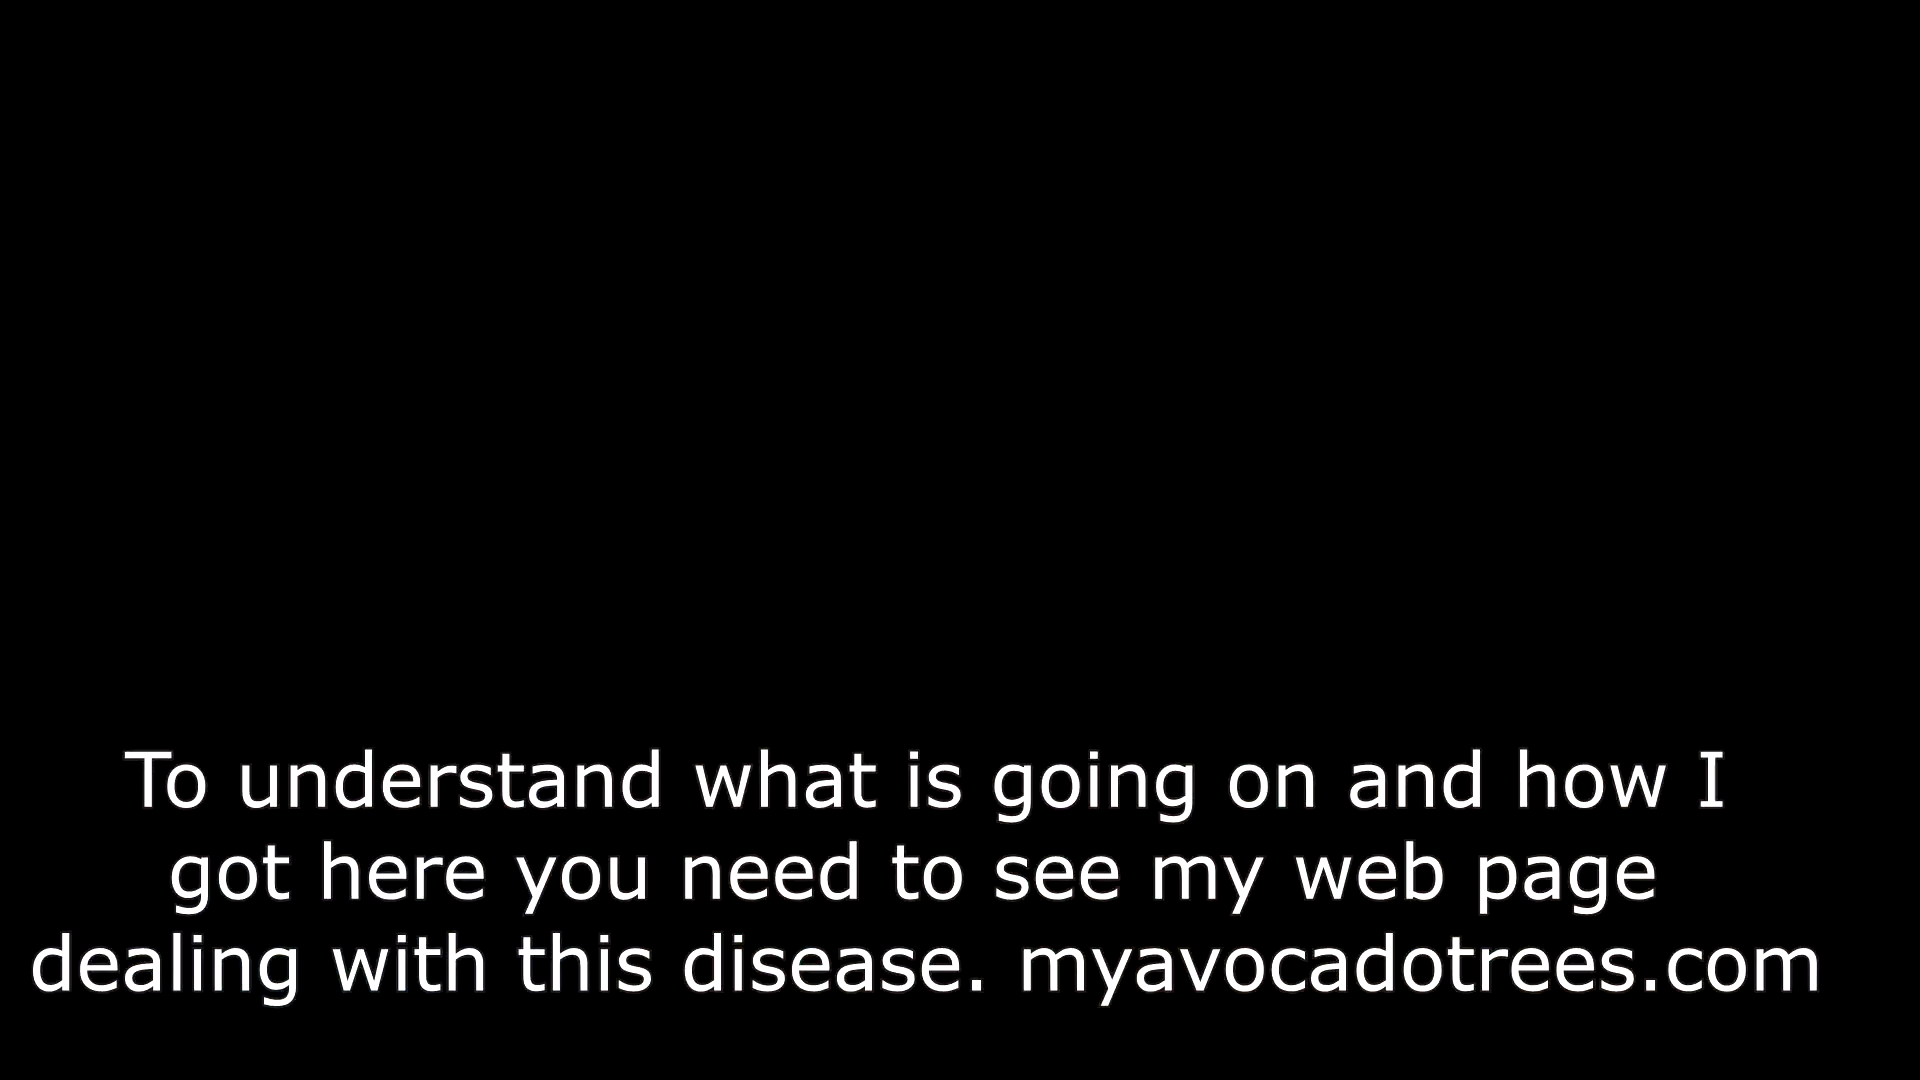 To understand what is going on and how I
got here you need to see my web page
dealing with this disease. myavocadotrees.com